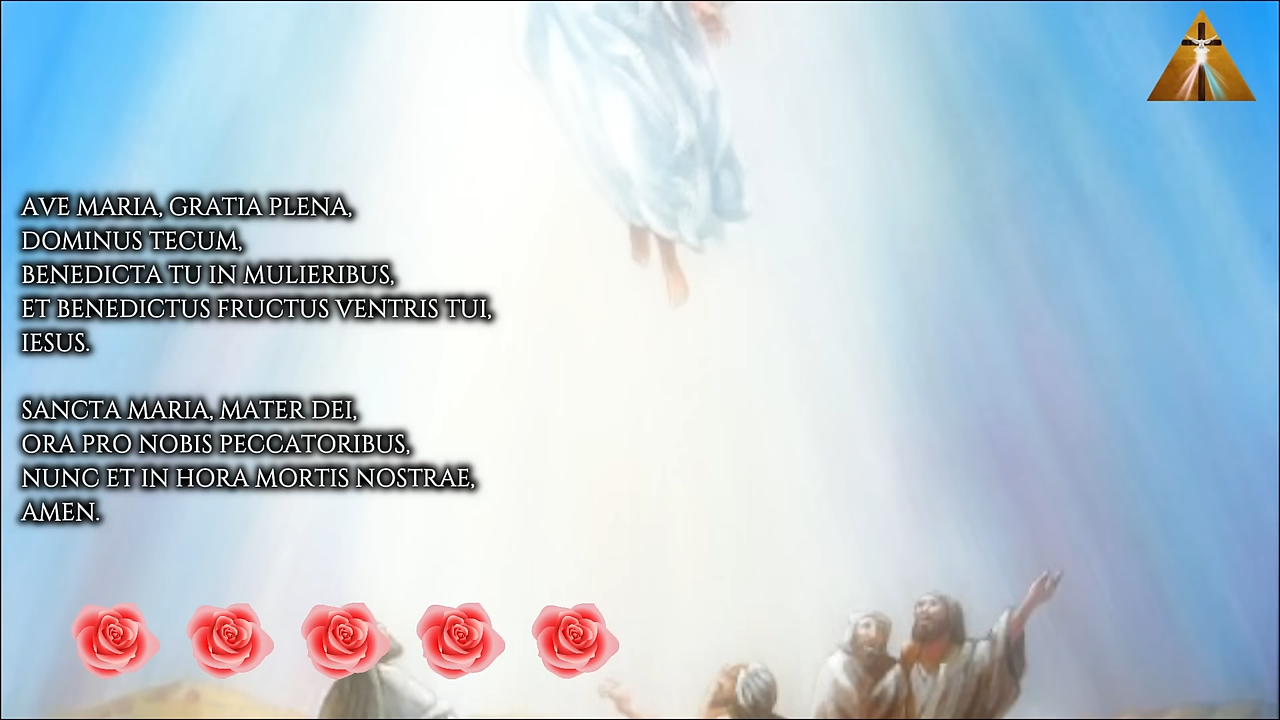 AVE MARIA, GRATIA PLENA,
DOMINUS TECUM,
BENEDICTA TU IN MULIERIBUS,
ET BENEDICTUS FRUCTUS VENTRIS TUI,
IESUS.
SANCTA MARIA, MATER DEI,
ORA PRO NOBIS PECCATORIBUS,
NUNC ET IN HORA MORTIS NOSTRAE,
AMEN.